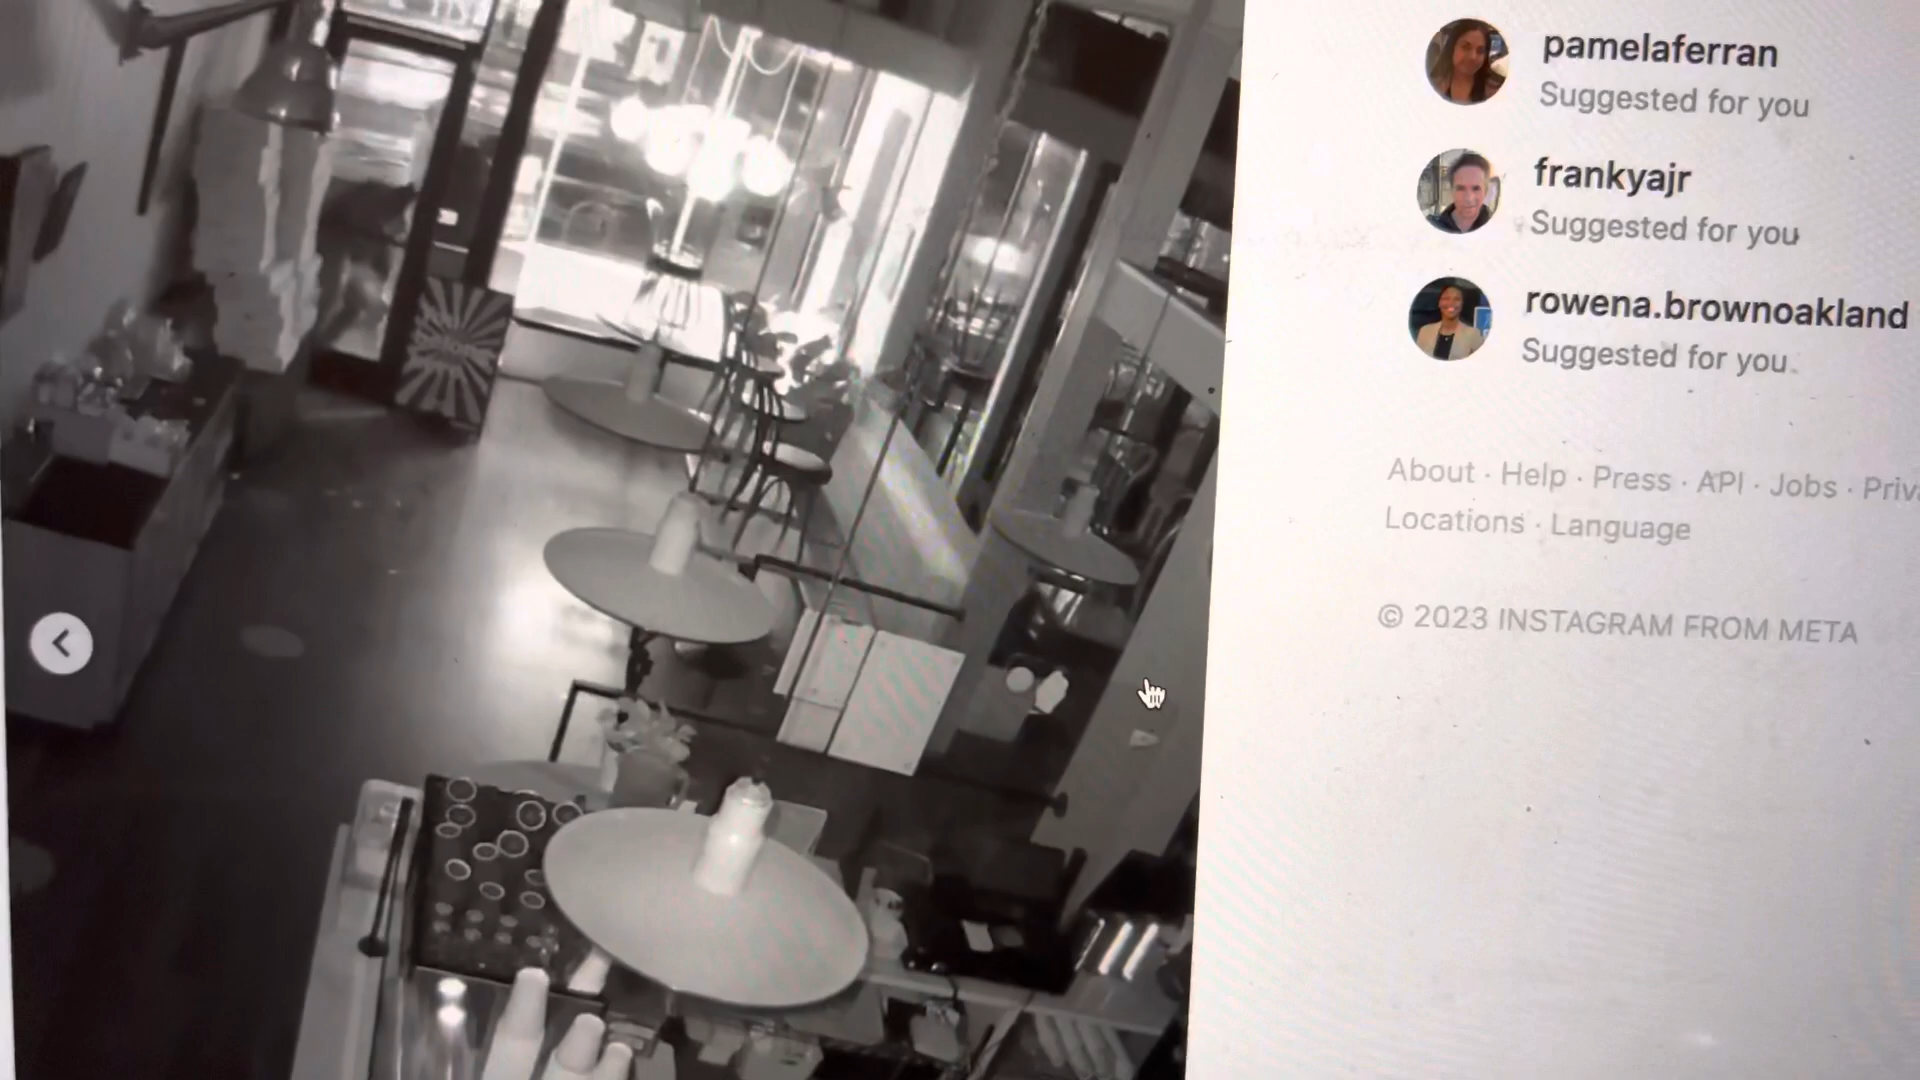 pamelaferran
Suggested for you
frankyajr
Suggested for you
rowena.brownoakland
Suggested for you
About · Help · Press · API · Jobs ·
Locations · Language
© 2023 INSTAGRAM FROM META